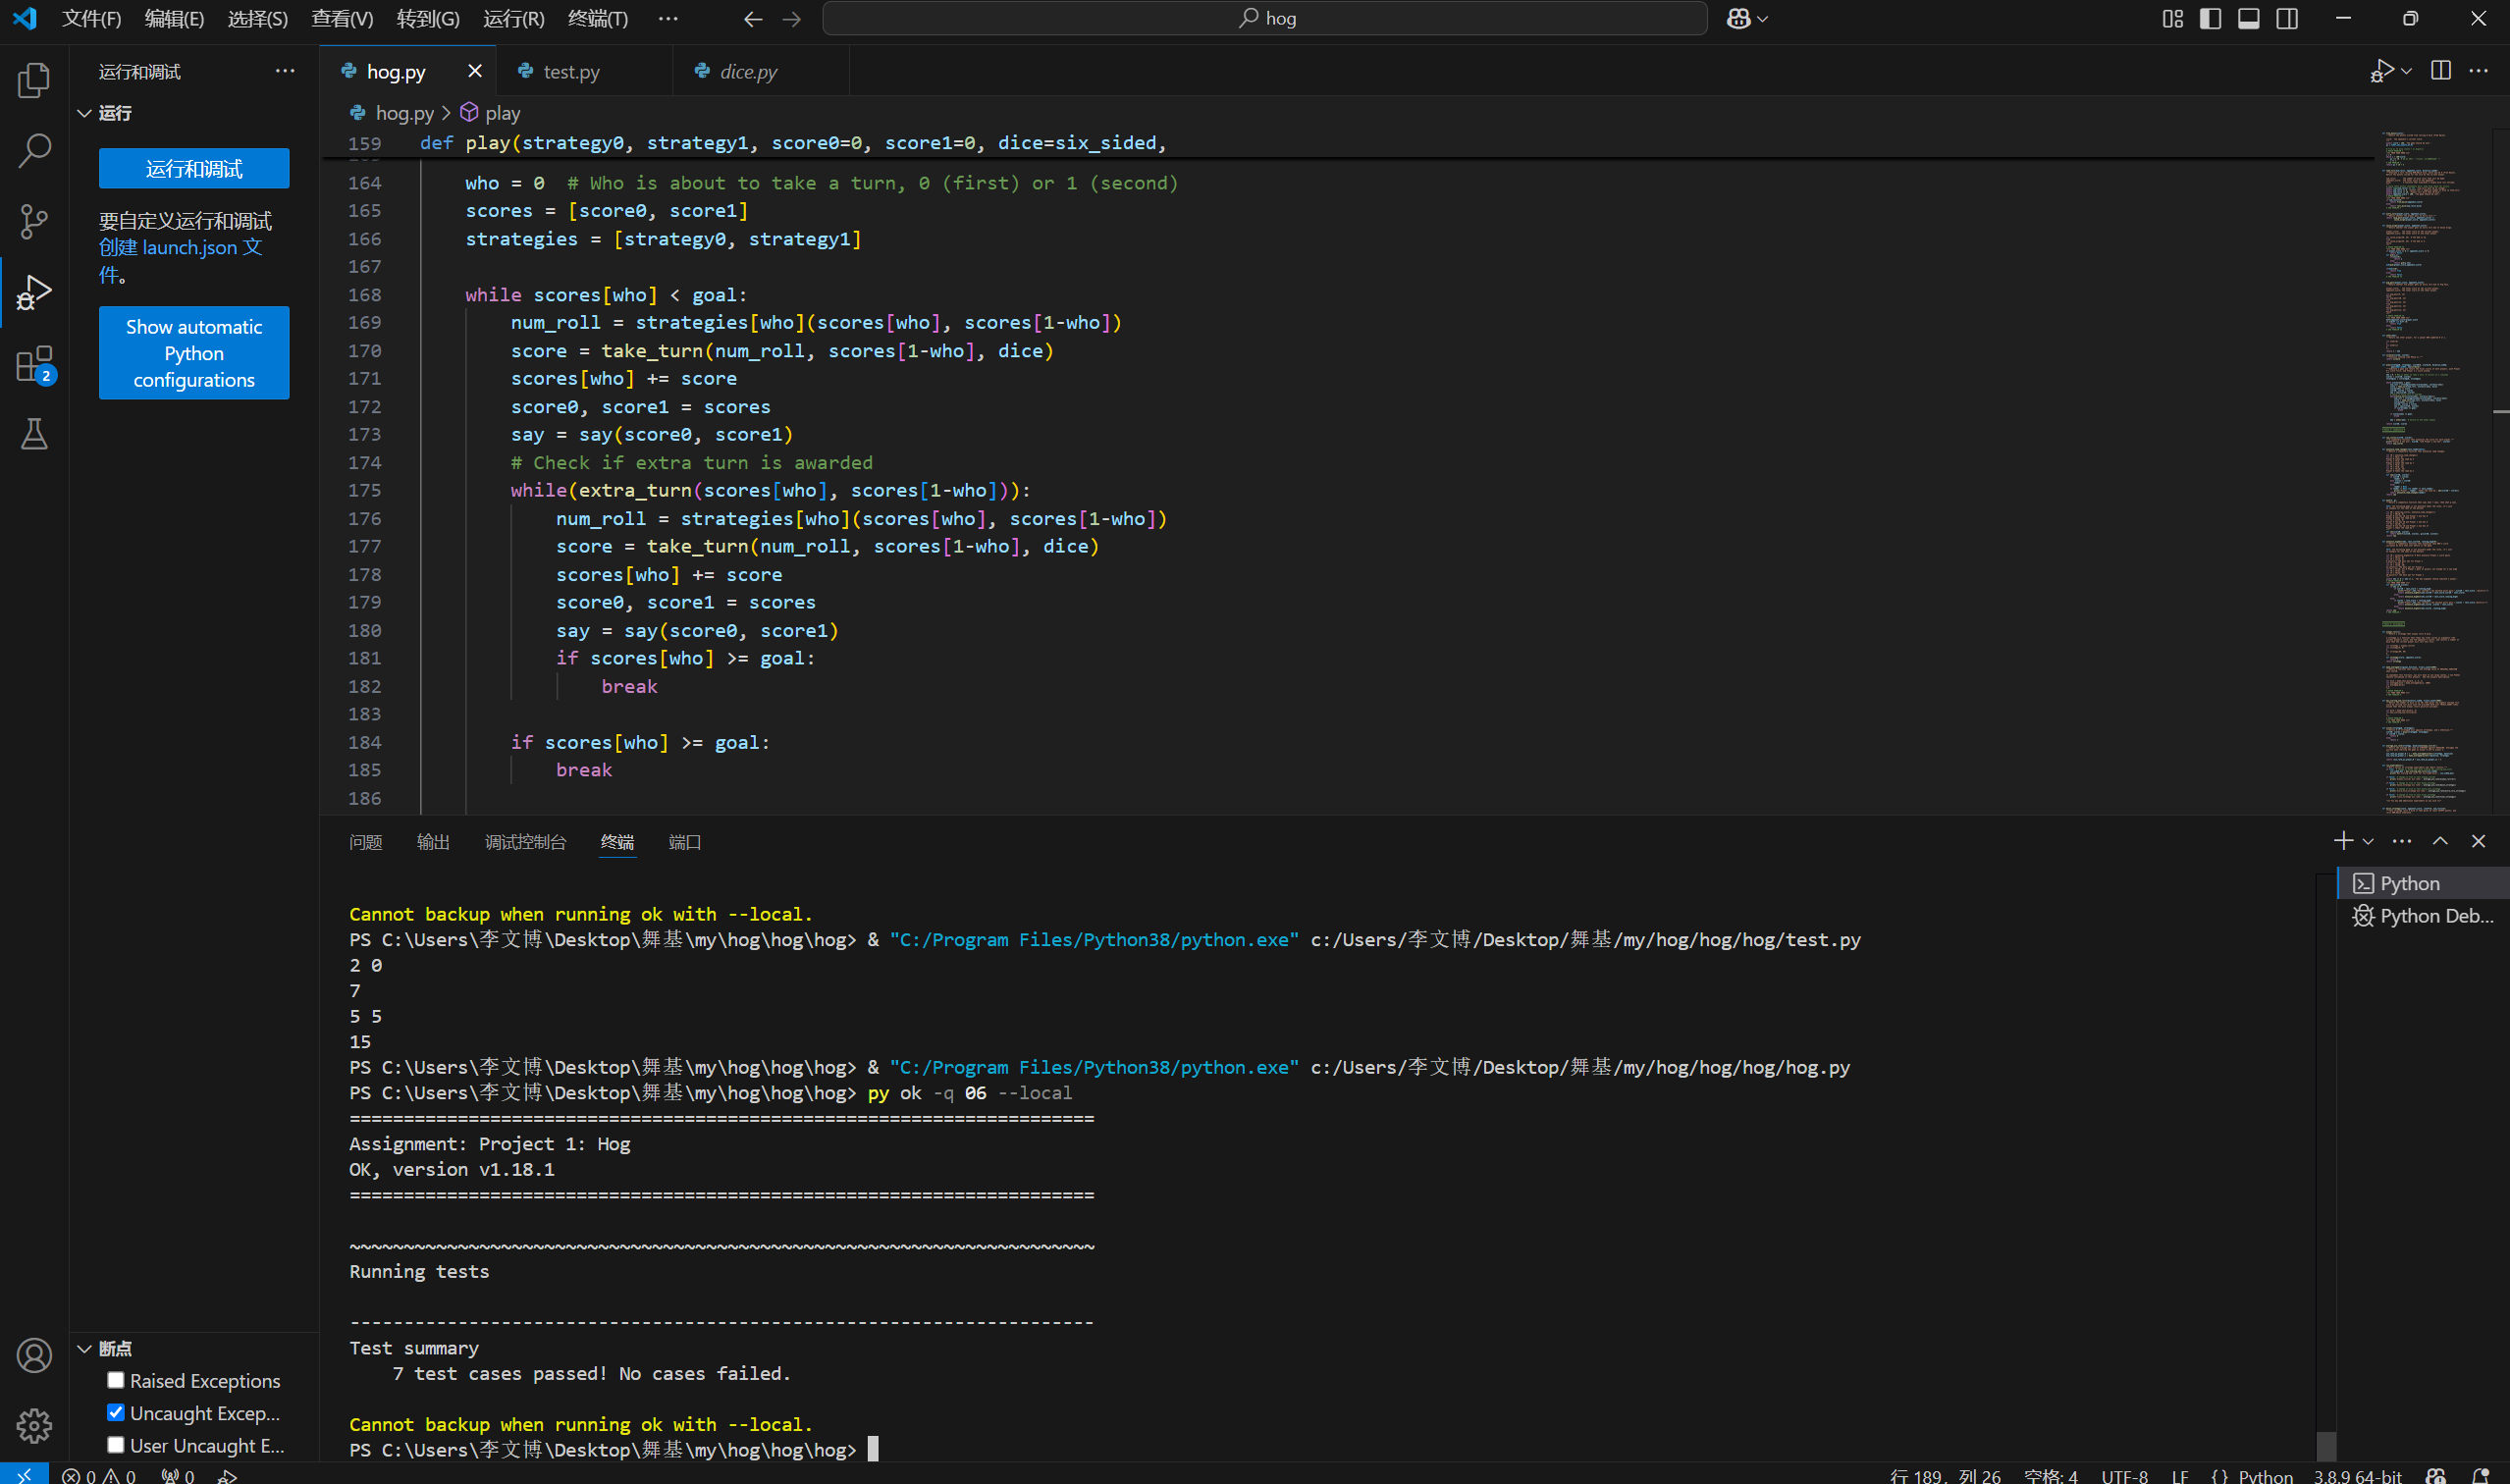 文件(F) 编辑(E) 选择(S) 查看(V) 转到(G) 运行(R) 终端(T) ··· hog
运行和调试 ···
运行
运行和调试
要自定义运行和调试
创建 launch.json 文
件。
Show automatic
Python
configurations
2
断点
Raised Exceptions
Uncaught Excep...
User Uncaught E...
hog.py test.py dice.py
hog.py > play
159 def play(strategy0, strategy1, score0=0, score1=0, dice=six_sided,
164 who = 0  # Who is about to take a turn, 0 (first) or 1 (second)
165 scores = [score0, score1]
166 strategies = [strategy0, strategy1]
167
168 while scores[who] < goal:
169 num_roll = strategies[who](scores[who], scores[1-who])
170 score = take_turn(num_roll, scores[1-who], dice)
171 scores[who] += score
172 score0, score1 = scores
173 say = say(score0, score1)
174 # Check if extra turn is awarded
175 while(extra_turn(scores[who], scores[1-who])):
176 num_roll = strategies[who](scores[who], scores[1-who])
177 score = take_turn(num_roll, scores[1-who], dice)
178 scores[who] += score
179 score0, score1 = scores
180 say = say(score0, score1)
181 if scores[who] >= goal:
182 break
183
184 if scores[who] >= goal:
185 break
186
问题 输出 调试控制台 终端 端口
Cannot backup when running ok with --local.
PS C:\Users\李文博\Desktop\舞基\my\hog\hog\hog> & "C:/Program Files/Python38/python.exe" c:/Users/李文博/Desktop/舞基/my/hog/hog/hog/test.py
2 0
7
5 5
15
PS C:\Users\李文博\Desktop\舞基\my\hog\hog\hog> & "C:/Program Files/Python38/python.exe" c:/Users/李文博/Desktop/舞基/my/hog/hog/hog/hog.py
PS C:\Users\李文博\Desktop\舞基\my\hog\hog\hog> py ok -q 06 --local
=====================================================================
Assignment: Project 1: Hog
OK, version v1.18.1
=====================================================================
~~~~~~~~~~~~~~~~~~~~~~~~~~~~~~~~~~~~~~~~~~~~~~~~~~~~~~~~~~~~~~~~~~~~~
Running tests
---------------------------------------------------------------------
Test summary
7 test cases passed! No cases failed.
Cannot backup when running ok with --local.
PS C:\Users\李文博\Desktop\舞基\my\hog\hog\hog>
Python
Python Deb...
0 0 0 行 189，列 26 空格: 4 UTF-8 LF {} Python 3.8.9 64-bit